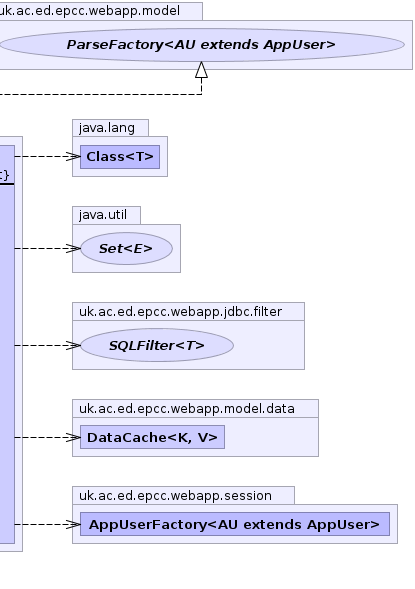 uk.ac.ed.epcc.webapp.model
ParseFactory<AU extends AppUser>
java.lang
Class<T>
t}
java.util
Set<E>
uk.ac.ed.epcc.webapp.jdbc.filter
SQLFilter<T>
uk.ac.ed.epcc.webapp.model.data
DataCache<K, V>
uk.ac.ed.epcc.webapp.session
AppUserFactory<AU extends AppUser>